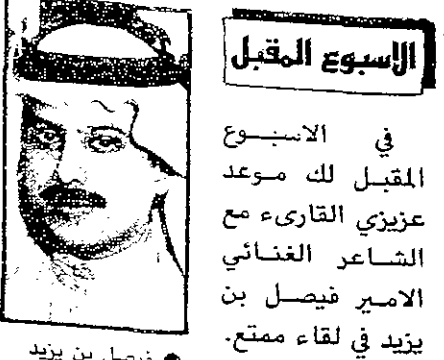 الاسبوع المقبل
في الاسبوع
المقبل لك موعد
عزيزي القارىء مع
الشاعر الغنائي
الامير فيصل بن
يزيد في لقاء ممتع.
● فيصل بن يزيد